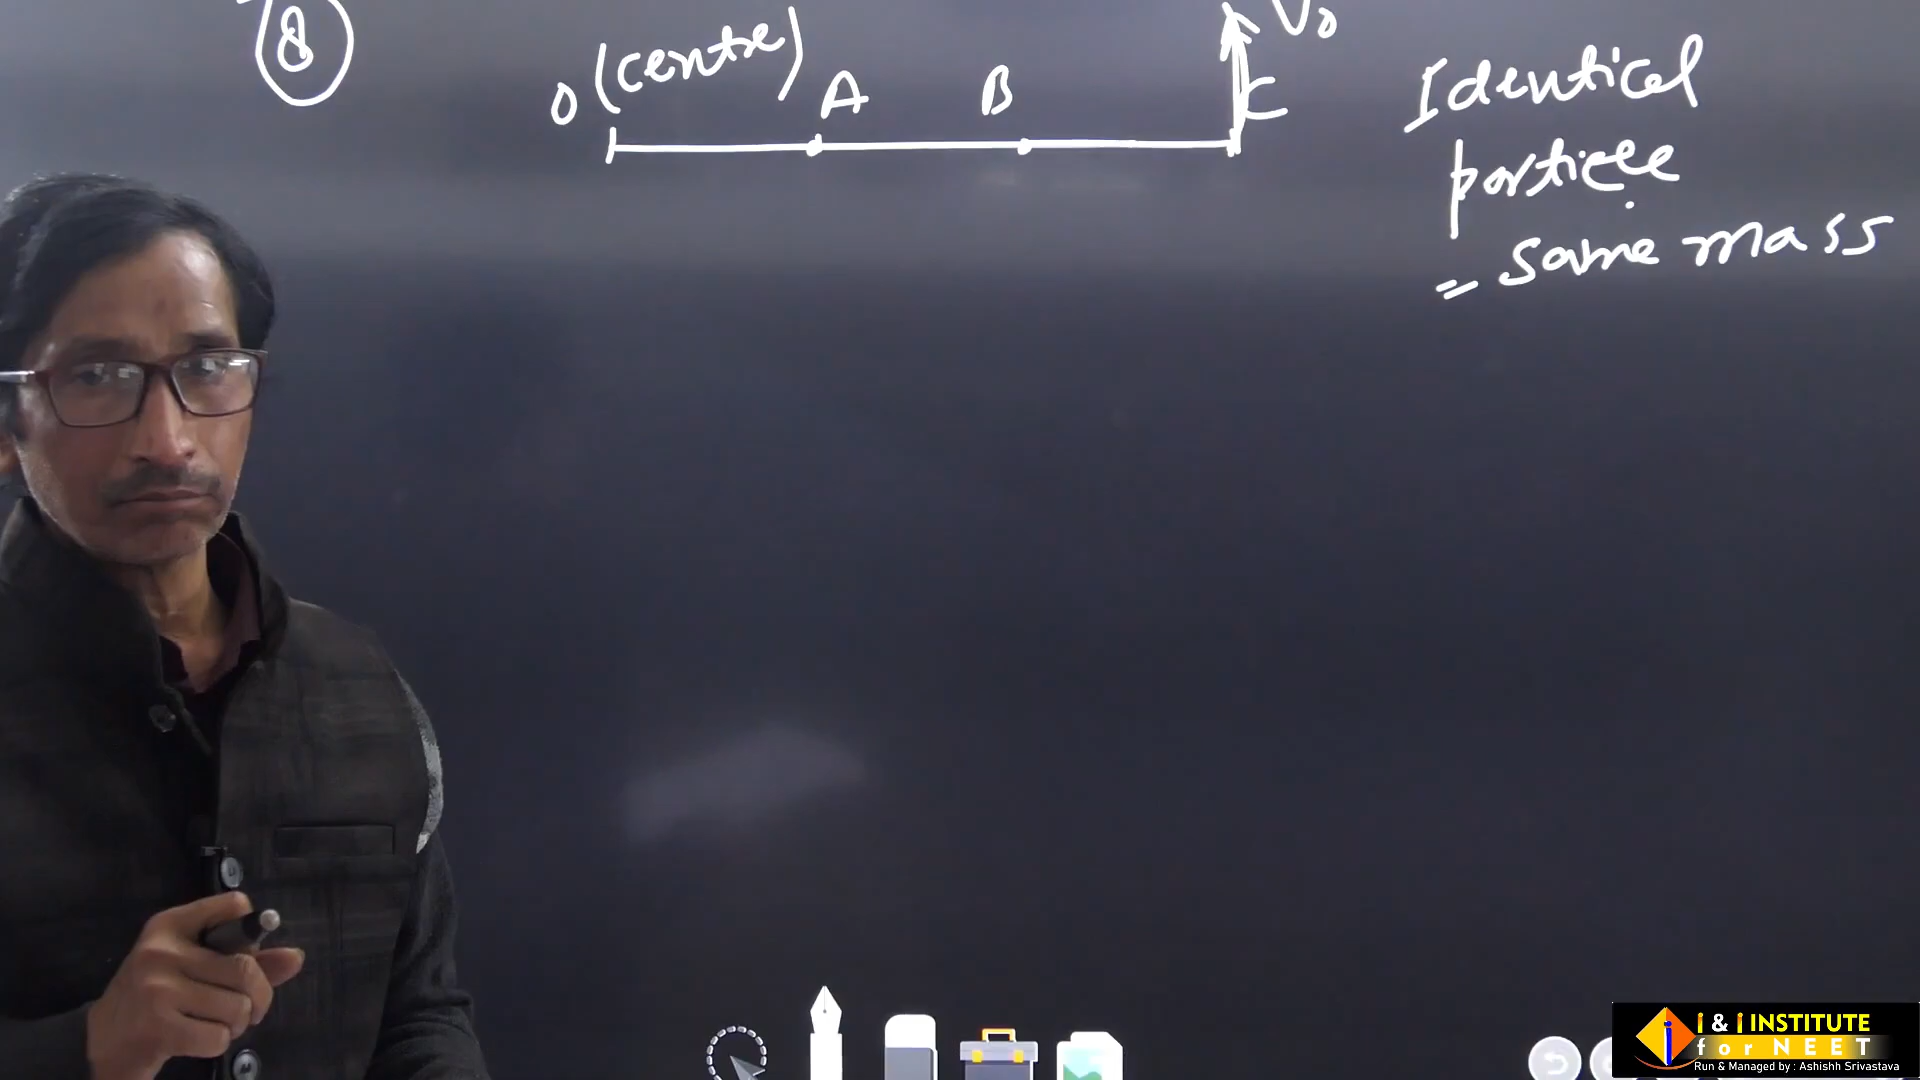 8
O (centre) A B C V₀
Identical
particle
= same mass
i & i INSTITUTE
for NEET
Run & Managed by : Ashishh Srivastava